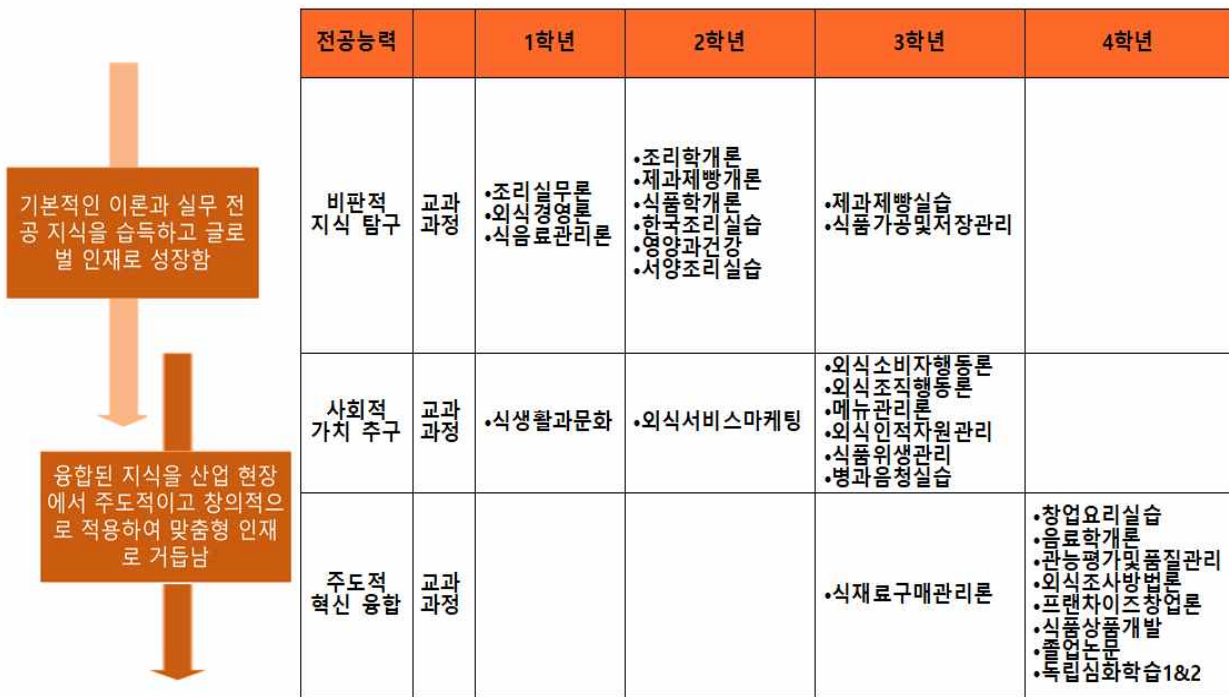 전공능력 1학년 2학년 3학년 4학년
기본적인 이론과 실무 전
공 지식을 습득하고 글로
벌 인재로 성장함
비판적
지식 탐구
교과
과정
•조리실무론
•외식경영론
•식음료관리론
•조리학개론
•제과제빵개론
•식품학개론
•한국조리실습
•영양과건강
•서양조리실습
•제과제빵실습
•식품가공및저장관리
사회적
가치 추구
교과
과정
•식생활과문화
•외식서비스마케팅
•외식소비자행동론
•외식조직행동론
•메뉴관리론
•외식인적자원관리
•식품위생관리
•병과음청실습
융합된 지식을 산업 현장
에서 주도적이고 창의적으
로 적용하여 맞춤형 인재
로 거듭남
주도적
혁신 융합
교과
과정
•식재료구매관리론
•창업요리실습
•음료학개론
•관능평가및품질관리
•외식조사방법론
•프랜차이즈창업론
•식품상품개발
•졸업논문
•독립심화학습1&2